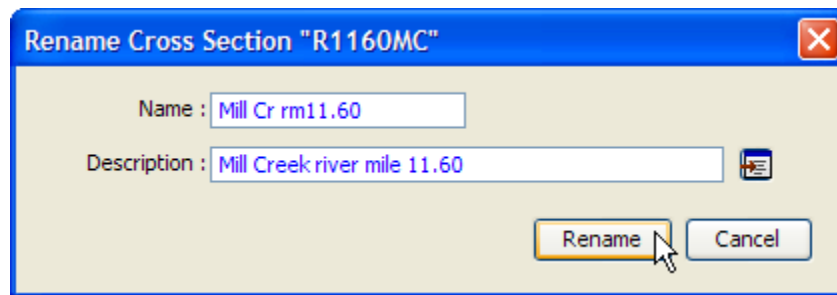 Rename Cross Section "R1160MC"
Name : Mill Cr rm11.60
Description : Mill Creek river mile 11.60
Rename Cancel